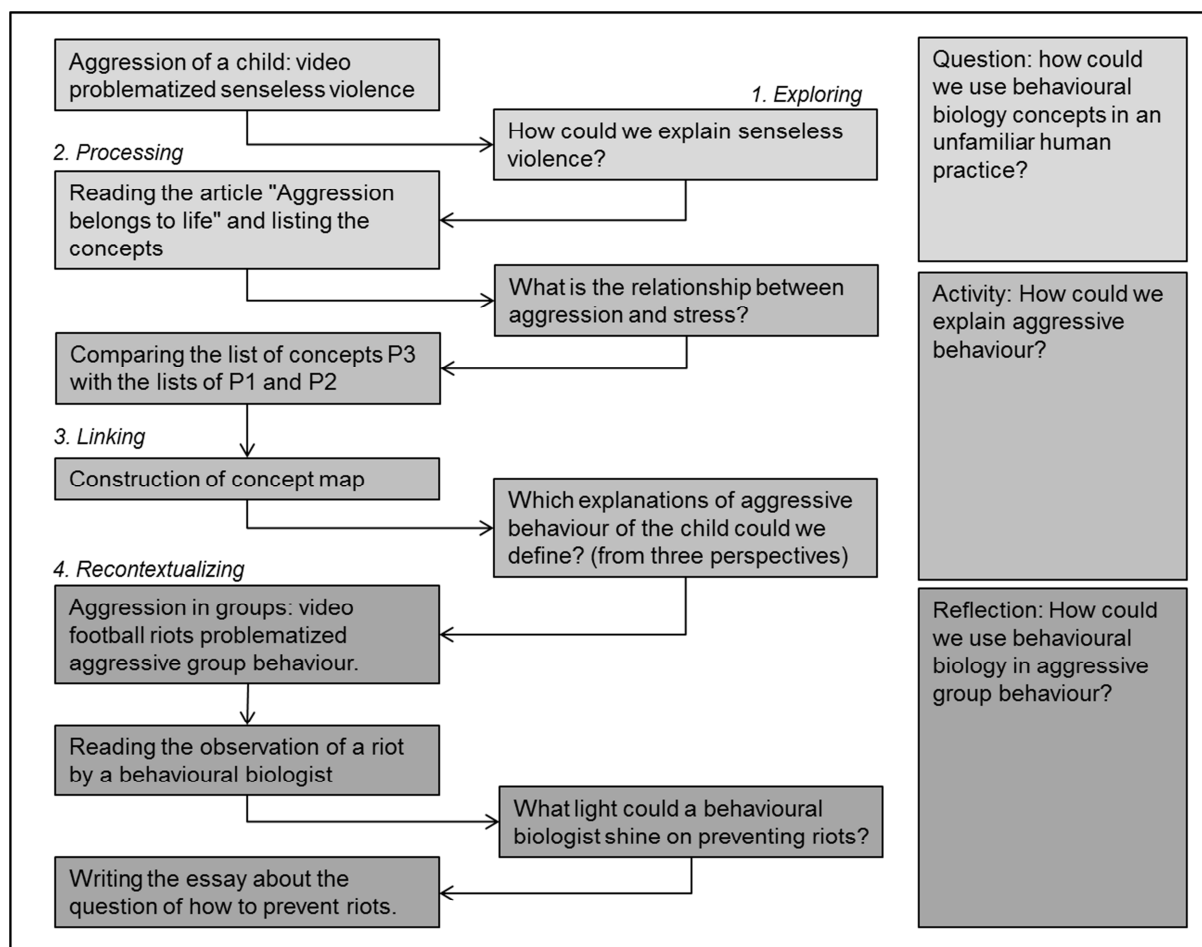 Aggression of a child: video
problematized senseless violence
1. Exploring
How could we explain senseless
violence?
2. Processing
Reading the article "Aggression
belongs to life" and listing the
concepts
What is the relationship between
aggression and stress?
Comparing the list of concepts P3
with the lists of P1 and P2
3. Linking
Construction of concept map
Which explanations of aggressive
behaviour of the child could we
define? (from three perspectives)
4. Recontextualizing
Aggression in groups: video
football riots problematized
aggressive group behaviour.
Reading the observation of a riot
by a behavioural biologist
What light could a behavioural
biologist shine on preventing riots?
Writing the essay about the
question of how to prevent riots.
Question: how could
we use behavioural
biology concepts in an
unfamiliar human
practice?
Activity: How could we
explain aggressive
behaviour?
Reflection: How could
we use behavioural
biology in aggressive
group behaviour?